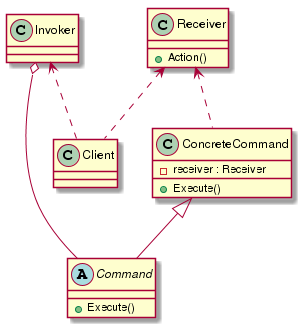 C Invoker
C Receiver
Action()
C Client
C ConcreteCommand
receiver : Receiver
Execute()
A Command
Execute()